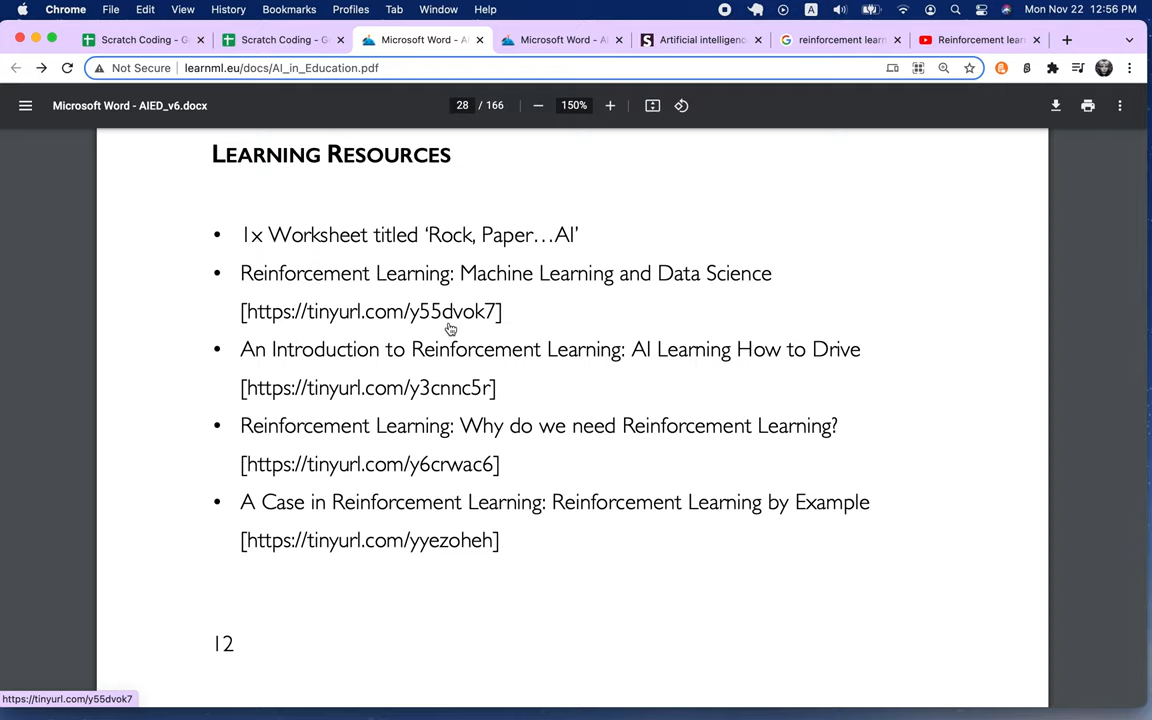 Chrome File Edit View History Bookmarks Profiles Tab Window Help A Mon Nov 22 12:56 PM
Scratch Coding - G Scratch Coding - G Microsoft Word - A Microsoft Word - A Artificial intelligenc reinforcement learn Reinforcement learn
Not Secure learnml.eu/docs/AI_in_Education.pdf
Microsoft Word - AIED_v6.docx 28 / 166 150%
LEARNING RESOURCES
• 1x Worksheet titled ‘Rock, Paper…AI’
• Reinforcement Learning: Machine Learning and Data Science
[https://tinyurl.com/y55dvok7]
• An Introduction to Reinforcement Learning: AI Learning How to Drive
[https://tinyurl.com/y3cnnc5r]
• Reinforcement Learning: Why do we need Reinforcement Learning?
[https://tinyurl.com/y6crwac6]
• A Case in Reinforcement Learning: Reinforcement Learning by Example
[https://tinyurl.com/yyezoheh]
12
https://tinyurl.com/y55dvok7